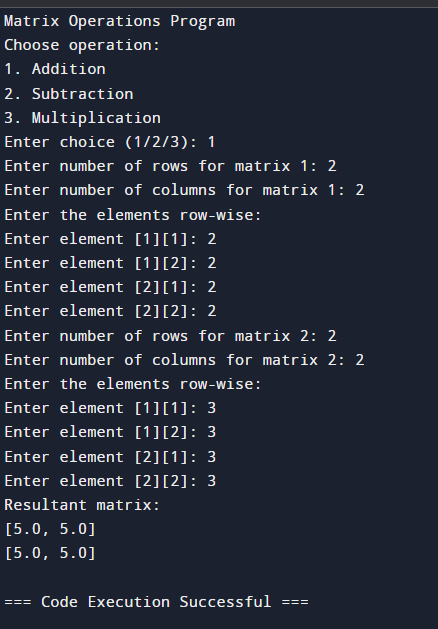 Matrix Operations Program
Choose operation:
1. Addition
2. Subtraction
3. Multiplication
Enter choice (1/2/3): 1
Enter number of rows for matrix 1: 2
Enter number of columns for matrix 1: 2
Enter the elements row-wise:
Enter element [1][1]: 2
Enter element [1][2]: 2
Enter element [2][1]: 2
Enter element [2][2]: 2
Enter number of rows for matrix 2: 2
Enter number of columns for matrix 2: 2
Enter the elements row-wise:
Enter element [1][1]: 3
Enter element [1][2]: 3
Enter element [2][1]: 3
Enter element [2][2]: 3
Resultant matrix:
[5.0, 5.0]
[5.0, 5.0]
=== Code Execution Successful ===